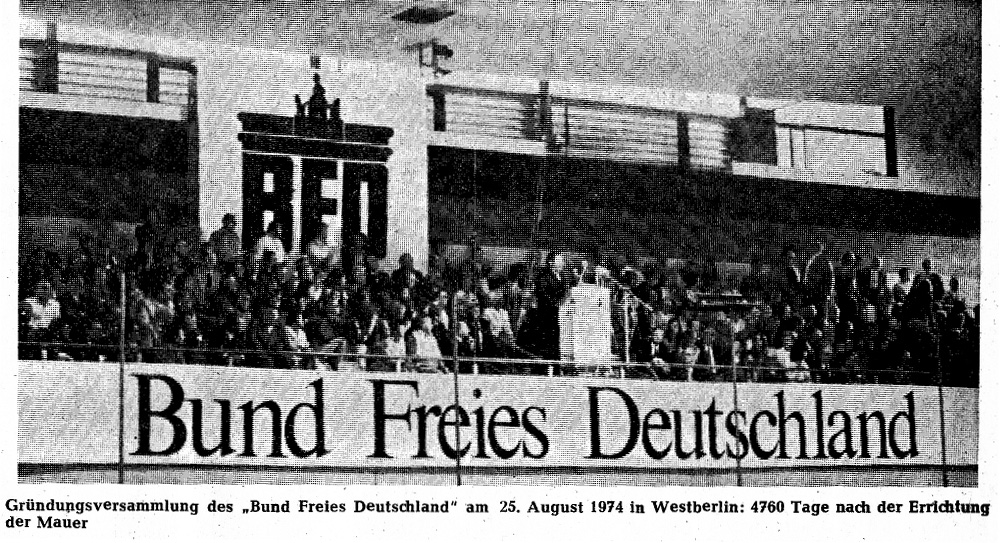 BFD
Bund Freies Deutschland
Gründungsversammlung des „Bund Freies Deutschland" am 25. August 1974 in Westberlin: 4760 Tage nach der Errichtung
der Mauer